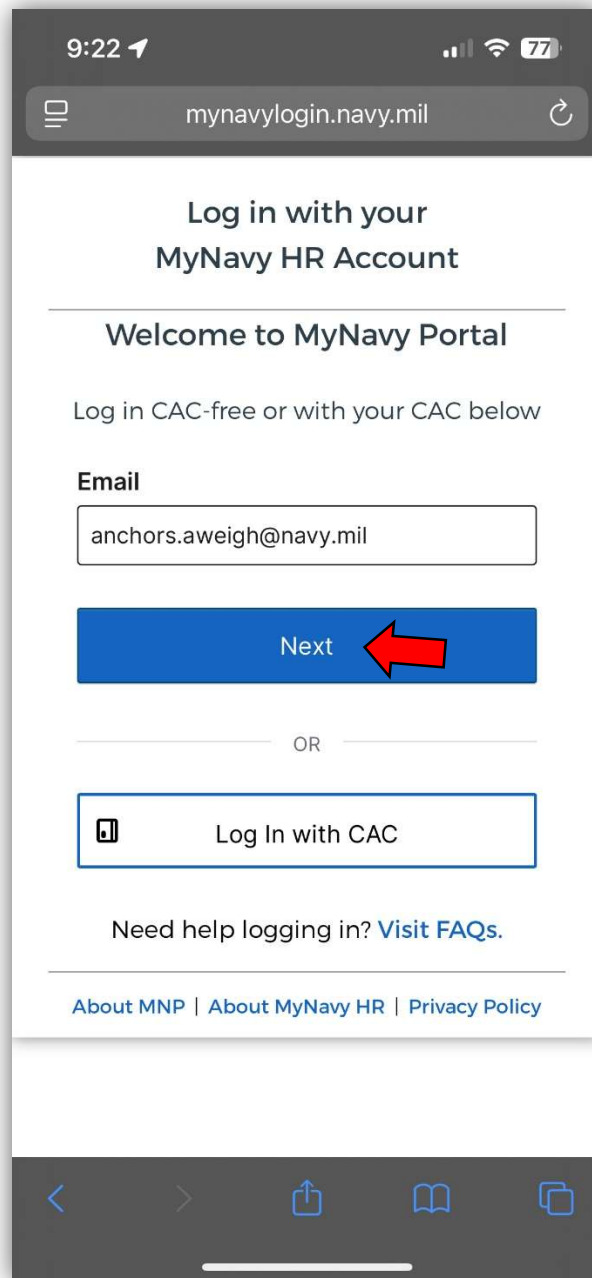 9:22
77
mynavylogin.navy.mil
Log in with your
MyNavy HR Account
Welcome to MyNavy Portal
Log in CAC-free or with your CAC below
Email
anchors.aweigh@navy.mil
Next
OR
Log In with CAC
Need help logging in? Visit FAQs.
About MNP | About MyNavy HR | Privacy Policy